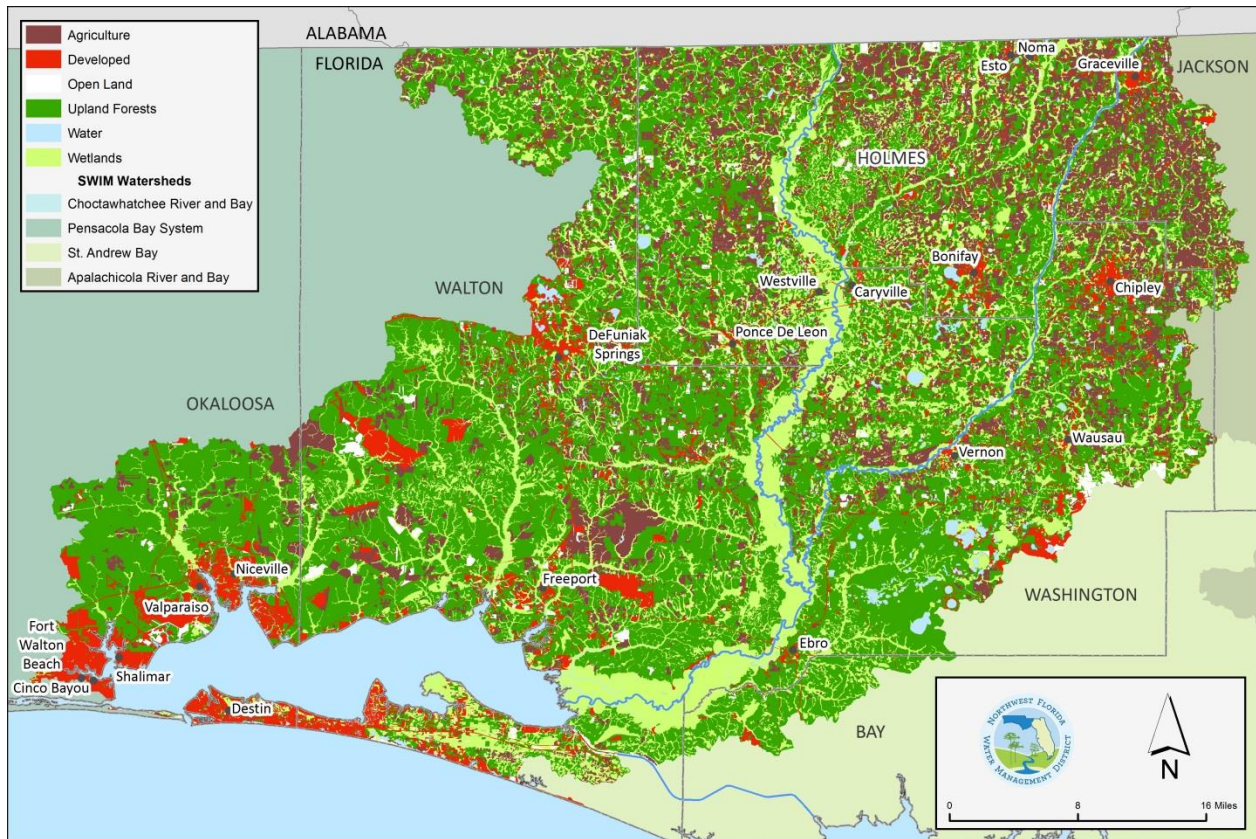 Agriculture
Developed
Open Land
Upland Forests
Water
Wetlands
SWIM Watersheds
Choctawhatchee River and Bay
Pensacola Bay System
St. Andrew Bay
Apalachicola River and Bay
ALABAMA
FLORIDA
Noma
Esto
Graceville
JACKSON
HOLMES
Bonifay
Chipley
Westville
Caryville
WALTON
DeFuniak
Springs
Ponce De Leon
OKALOOSA
Wausau
Vernon
Niceville
Freeport
Valparaiso
WASHINGTON
Fort
Walton
Beach
Shalimar
Cinco Bayou
Ebro
Destin
BAY
NORTHWEST FLORIDA
WATER MANAGEMENT DISTRICT
N
0 8 16 Miles